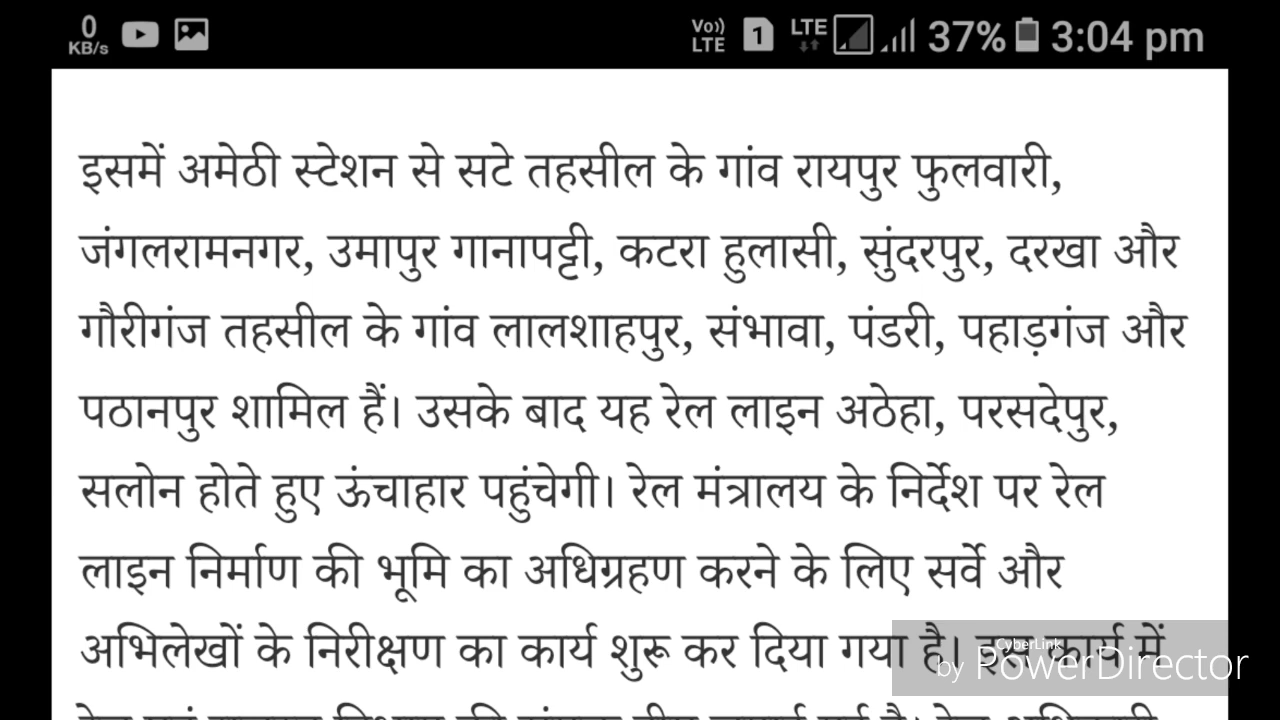 0
KB/s
Vo))
LTE
1
LTE
37%
3:04 pm
इसमें अमेठी स्टेशन से सटे तहसील के गांव रायपुर फुलवारी,
जंगलरामनगर, उमापुर गानापट्टी, कटरा हुलासी, सुंदरपुर, दरखा और
गौरीगंज तहसील के गांव लालशाहपुर, संभावा, पंडरी, पहाड़गंज और
पठानपुर शामिल हैं। उसके बाद यह रेल लाइन अठेहा, परसदेपुर,
सलोन होते हुए ऊंचाहार पहुंचेगी। रेल मंत्रालय के निर्देश पर रेल
लाइन निर्माण की भूमि का अधिग्रहण करने के लिए सर्वे और
अभिलेखों के निरीक्षण का कार्य शुरू कर दिया गया है। इस कार्य में
CyberLink
by PowerDirector